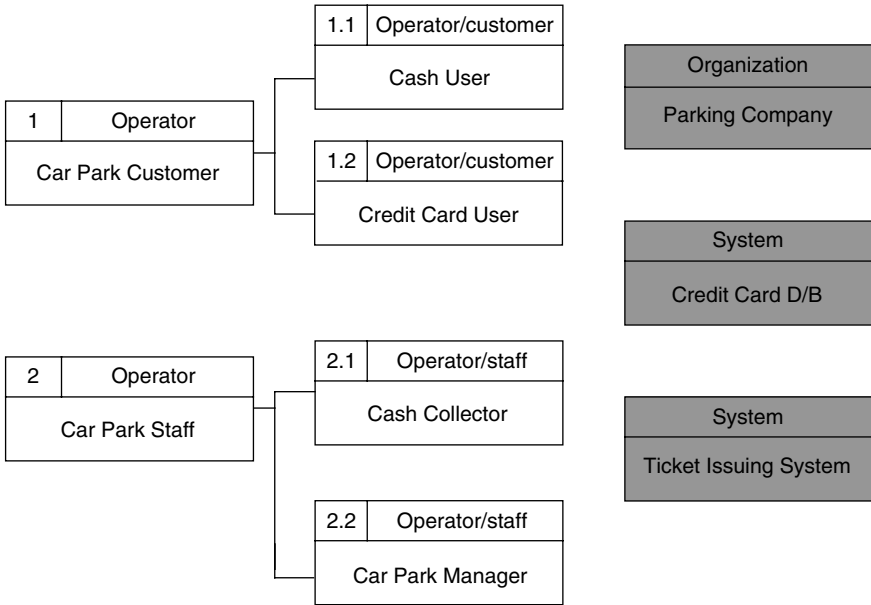 1 Operator
Car Park Customer
1.1 Operator/customer
Cash User
1.2 Operator/customer
Credit Card User
2 Operator
Car Park Staff
2.1 Operator/staff
Cash Collector
2.2 Operator/staff
Car Park Manager
Organization
Parking Company
System
Credit Card D/B
System
Ticket Issuing System